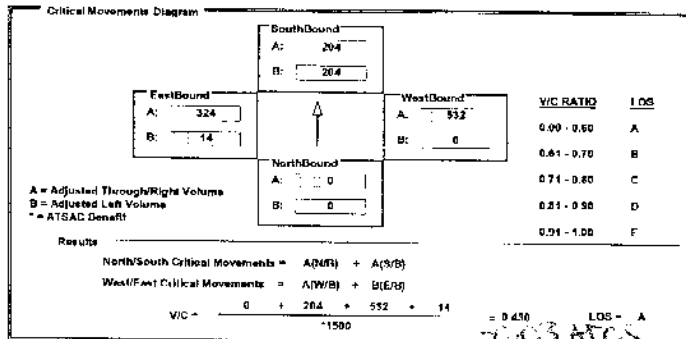 Critical Movements Diagram
SouthBound
A: 204
B: 204
EastBound
A: 324
B: 14
WestBound
A: 532
B: 0
NorthBound
A: 0
B: 0
A = Adjusted Through/Right Volume
B = Adjusted Left Volume
* = ATSAC Benefit
V/C RATIO LOS
0.00 - 0.60 A
0.61 - 0.70 B
0.71 - 0.80 C
0.81 - 0.90 D
0.91 - 1.00 E
Results
North/South Critical Movements = A(N/B) + A(S/B)
West/East Critical Movements = A(W/B) + B(E/B)
V/C = 0 + 204 + 532 + 14
*1500
= 0.430 LOS = A